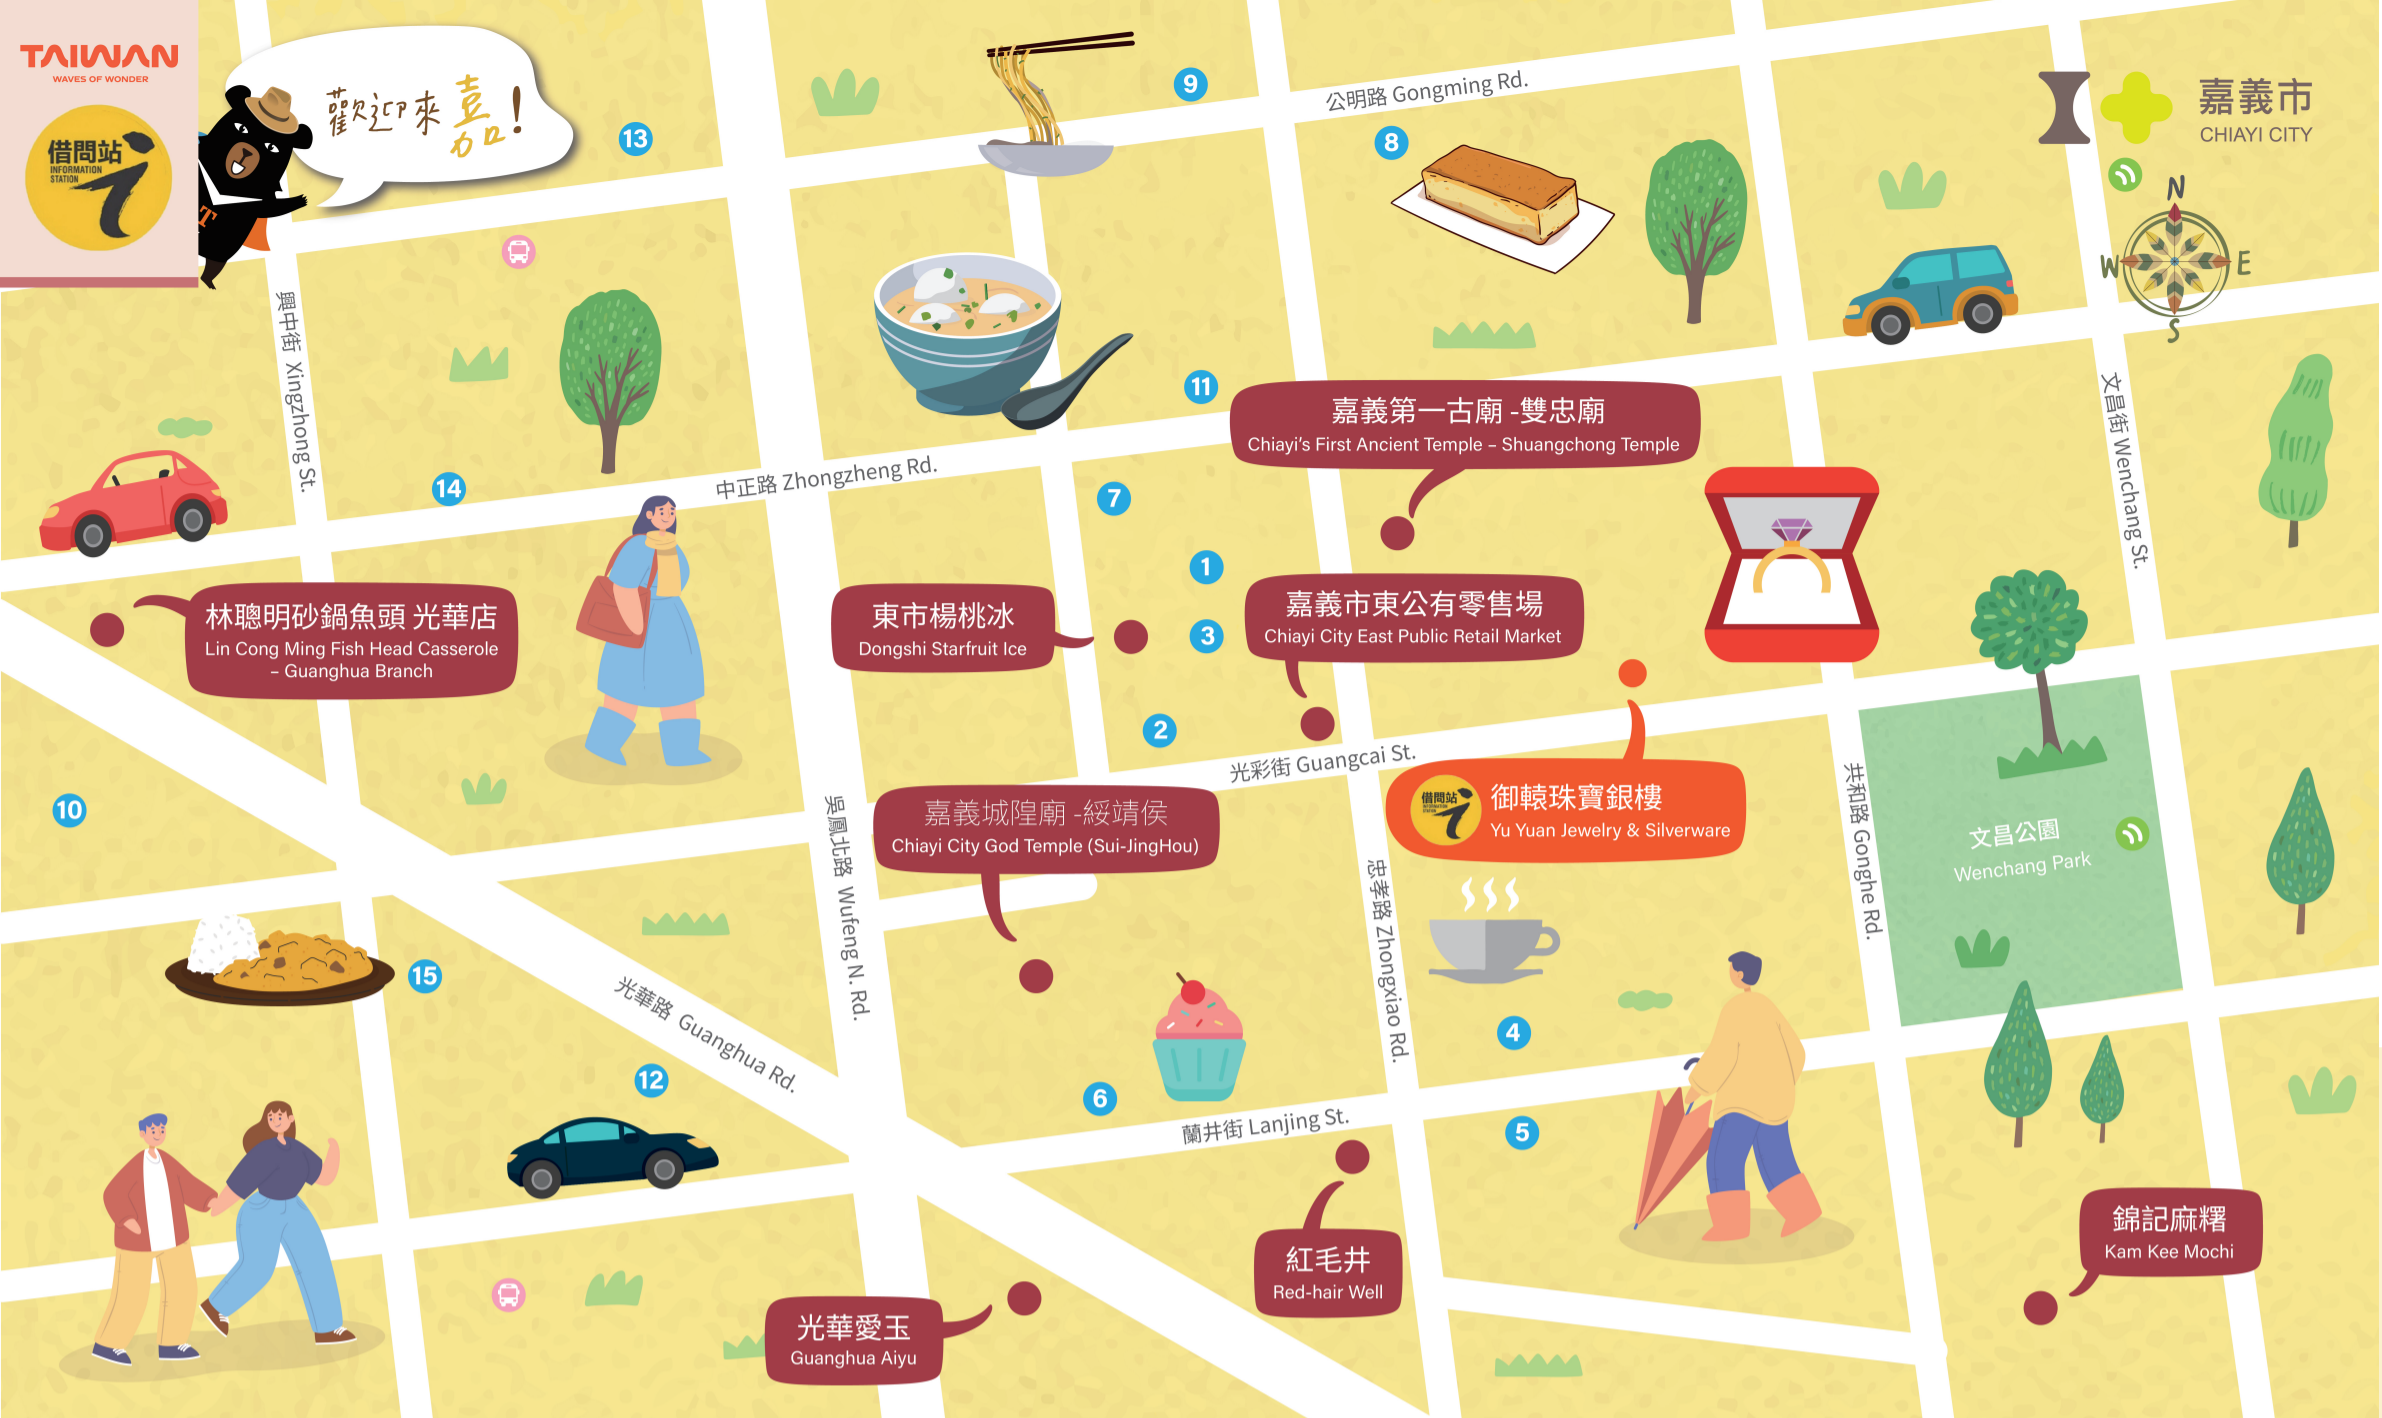 TAIWAN
WAVES OF WONDER
借問站
INFORMATION
STATION
T
歡迎來嘉!
13
9
公明路 Gongming Rd.
8
嘉義市
CHIAYI CITY
N
W
E
S
興中街 Xingzhong St.
11
嘉義第一古廟 -雙忠廟
Chiayi's First Ancient Temple – Shuangchong Temple
文昌街 Wenchang St.
14
中正路 Zhongzheng Rd.
7
1
林聰明砂鍋魚頭 光華店
Lin Cong Ming Fish Head Casserole
– Guanghua Branch
東市楊桃冰
Dongshi Starfruit Ice
3
嘉義市東公有零售場
Chiayi City East Public Retail Market
2
光彩街 Guangcai St.
10
吳鳳北路 Wufeng N. Rd.
嘉義城隍廟 -綏靖侯
Chiayi City God Temple (Sui-JingHou)
借問站
INFORMATION
STATION
御轅珠寶銀樓
Yu Yuan Jewelry & Silverware
共和路 Gonghe Rd.
文昌公園
Wenchang Park
忠孝路 Zhongxiao Rd.
15
光華路 Guanghua Rd.
4
12
6
蘭井街 Lanjing St.
5
紅毛井
Red-hair Well
錦記麻糬
Kam Kee Mochi
光華愛玉
Guanghua Aiyu